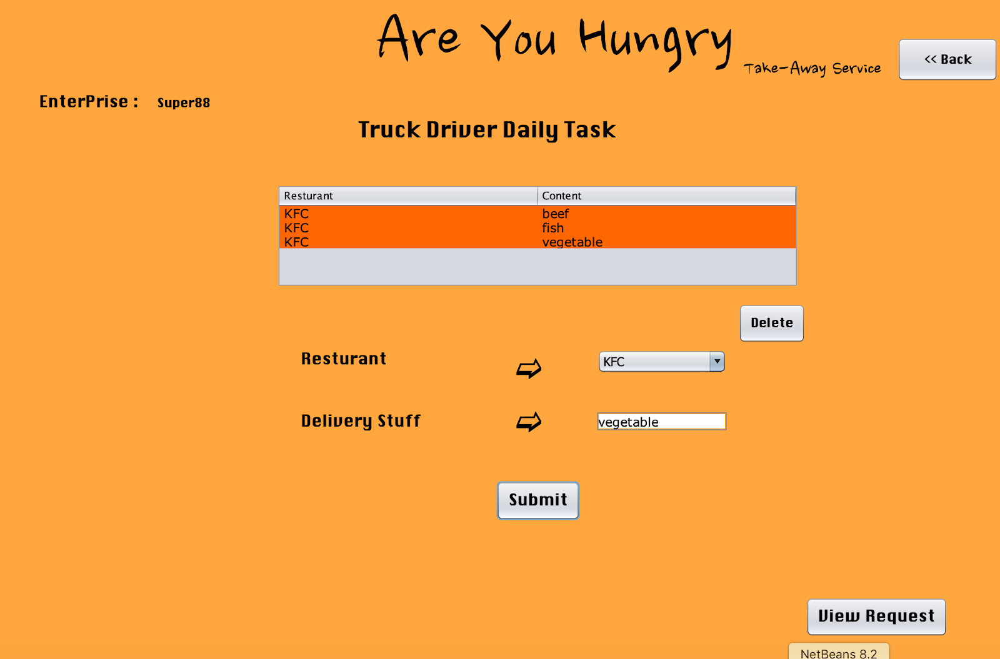 Are You Hungry
Take-Away Service
<< Back
EnterPrise : Super88
Truck Driver Daily Task
Resturant Content
KFC beef
KFC fish
KFC vegetable
Delete
Resturant KFC
Delivery Stuff vegetable
Submit
View Request
NetBeans 8.2